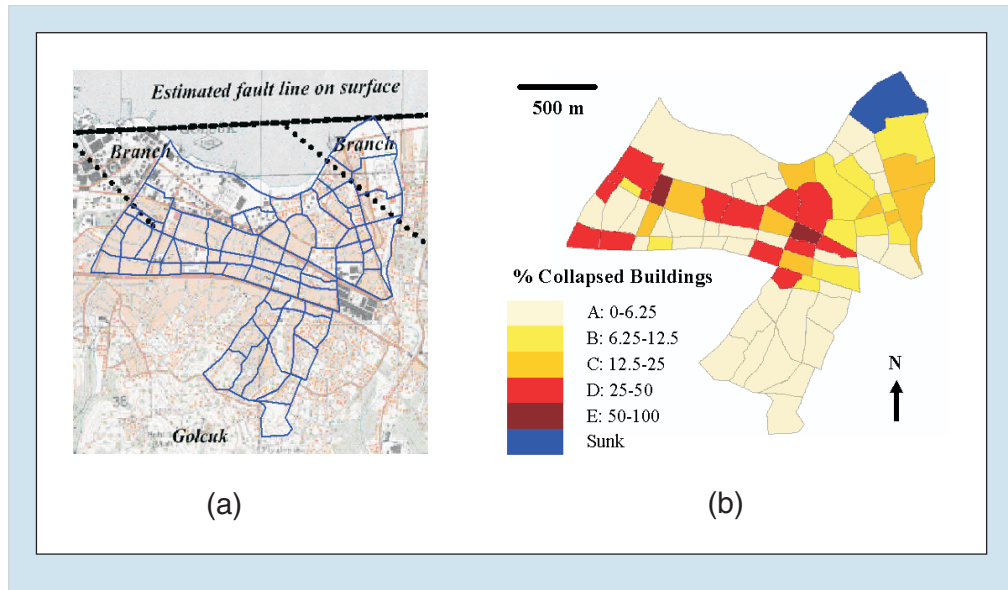 Estimated fault line on surface
GOLCUK
Branch
Branch
38
Golcuk
(a)
500 m
% Collapsed Buildings
A: 0-6.25
B: 6.25-12.5
C: 12.5-25
D: 25-50
E: 50-100
Sunk
N
(b)